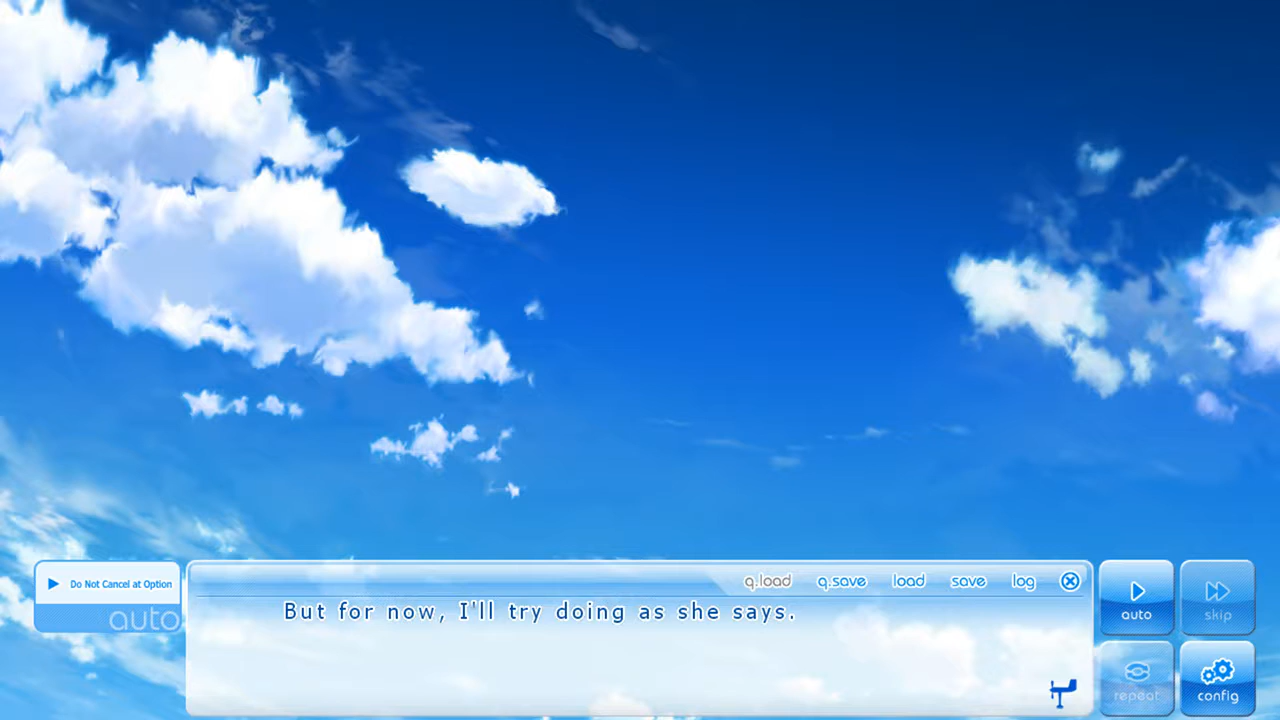 Do Not Cancel at Option
auto
q.load q.save load save log
But for now, I'll try doing as she says.
auto
skip
repeat
config